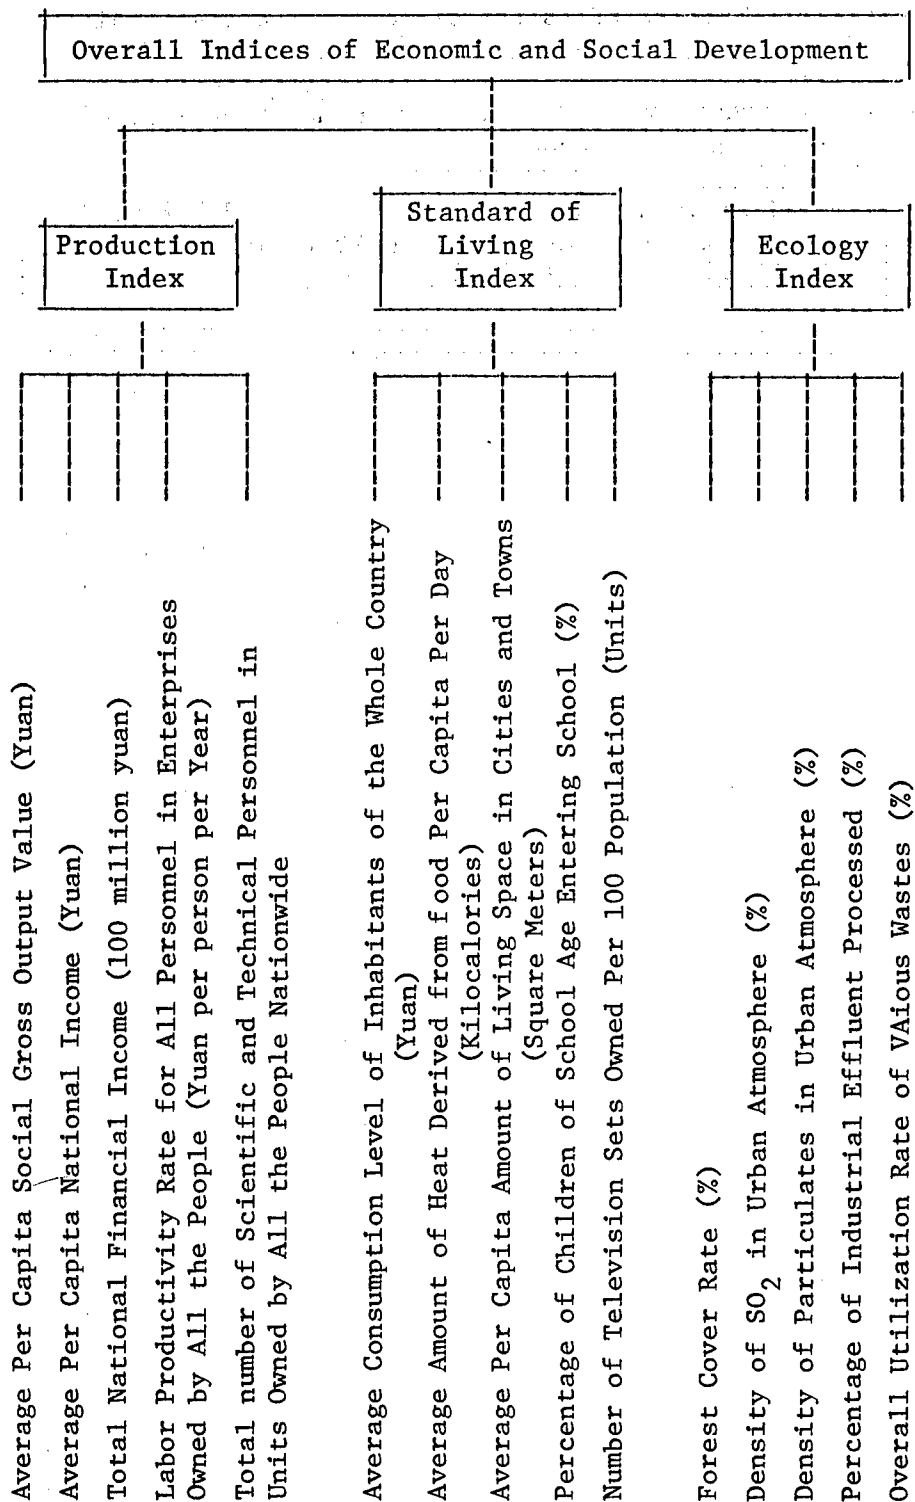 Overall Indices of Economic and Social Development
Production
Index
Standard of
Living
Index
Ecology
Index
Average Per Capita Social Gross Output Value (Yuan)
Average Per Capita National Income (Yuan)
Total National Financial Income (100 million yuan)
Labor Productivity Rate for All Personnel in Enterprises
Owned by All the People (Yuan per person per Year)
Total number of Scientific and Technical Personnel in
Units Owned by All the People Nationwide
Average Consumption Level of Inhabitants of the Whole Country
(Yuan)
Average Amount of Heat Derived from food Per Capita Per Day
(Kilocalories)
Average Per Capita Amount of Living Space in Cities and Towns
(Square Meters)
Percentage of Children of School Age Entering School (%)
Number of Television Sets Owned Per 100 Population (Units)
Forest Cover Rate (%)
Density of SO2 in Urban Atmosphere (%)
Density of Particulates in Urban Atmosphere (%)
Percentage of Industrial Effluent Processed (%)
Overall Utilization Rate of VAious Wastes (%)